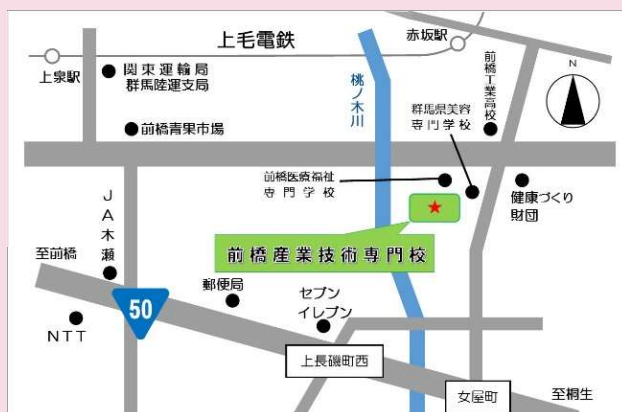 上毛電鉄
赤坂駅
上泉駅
関東運輸局
群馬陸運支局
前橋青果市場
桃ノ木川
前橋工業高校
群馬県美容
専門学校
N
前橋医療福祉
専門学校
健康づくり
財団
JA木瀬
前橋産業技術専門校
至前橋
50
郵便局
セブン
イレブン
NTT
上長磯町西
女屋町
至桐生